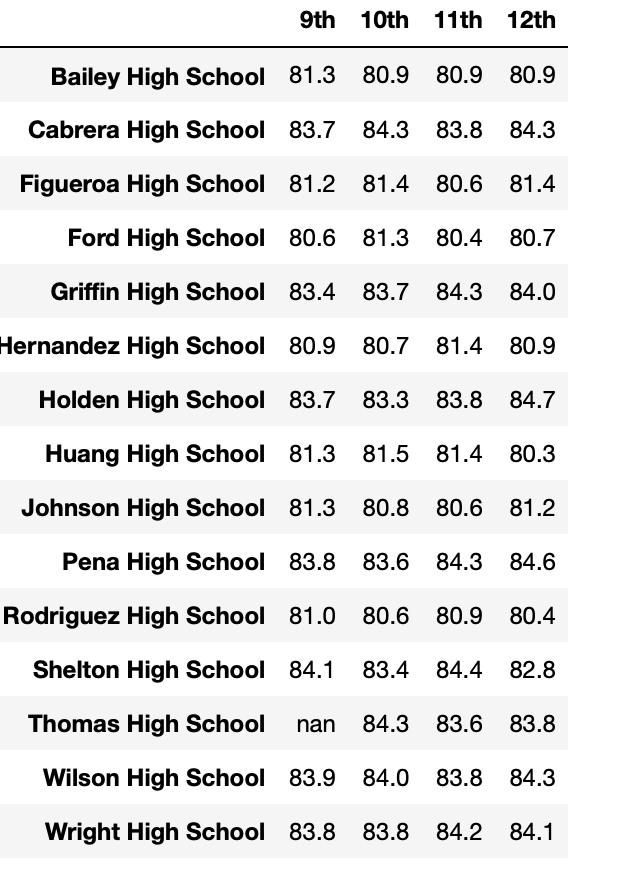 9th 10th 11th 12th
Bailey High School 81.3 80.9 80.9 80.9
Cabrera High School 83.7 84.3 83.8 84.3
Figueroa High School 81.2 81.4 80.6 81.4
Ford High School 80.6 81.3 80.4 80.7
Griffin High School 83.4 83.7 84.3 84.0
Hernandez High School 80.9 80.7 81.4 80.9
Holden High School 83.7 83.3 83.8 84.7
Huang High School 81.3 81.5 81.4 80.3
Johnson High School 81.3 80.8 80.6 81.2
Pena High School 83.8 83.6 84.3 84.6
Rodriguez High School 81.0 80.6 80.9 80.4
Shelton High School 84.1 83.4 84.4 82.8
Thomas High School nan 84.3 83.6 83.8
Wilson High School 83.9 84.0 83.8 84.3
Wright High School 83.8 83.8 84.2 84.1